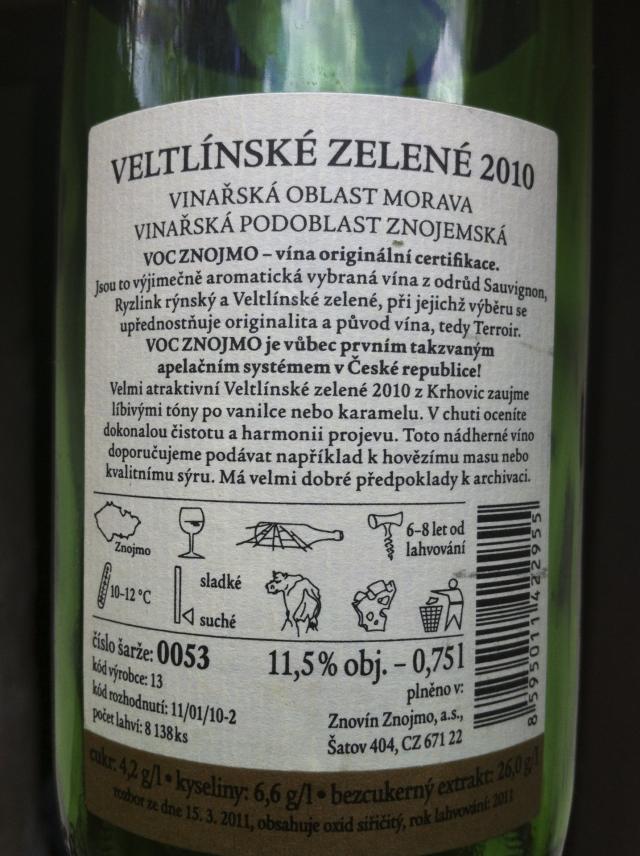 VELTLÍNSKÉ ZELENÉ 2010
VINAŘSKÁ OBLAST MORAVA
VINAŘSKÁ PODOBLAST ZNOJEMSKÁ
VOC ZNOJMO – vína originální certifikace.
Jsou to výjimečně aromatická vybraná vína z odrůd Sauvignon,
Ryzlink rýnský a Veltlínské zelené, při jejichž výběru se
upřednostňuje originalita a původ vína, tedy Terroir.
VOC ZNOJMO je vůbec prvním takzvaným
apelačním systémem v České republice!
Velmi atraktivní Veltlínské zelené 2010 z Krhovic zaujme
líbivými tóny po vanilce nebo karamelu. V chuti oceníte
dokonalou čistotu a harmonii projevu. Toto nádherné víno
doporučujeme podávat například k hovězímu masu nebo
kvalitnímu sýru. Má velmi dobré předpoklady k archivaci.
Znojmo
6–8 let od
lahvování
10–12 °C
sladké
suché
číslo šarže: 0053
kód výrobce: 13
kód rozhodnutí: 11/01/10-2
počet lahví: 8 138 ks
11,5% obj. – 0,75 l
plněno v:
Znovín Znojmo, a.s.,
Šatov 404, CZ 671 22
8 595011 422955
cukr: 4,2 g/l • kyseliny: 6,6 g/l • bezcukerný extrakt: 26,0 g/l
rozbor ze dne 15. 3. 2011, obsahuje oxid siřičitý, rok lahvování: 2011